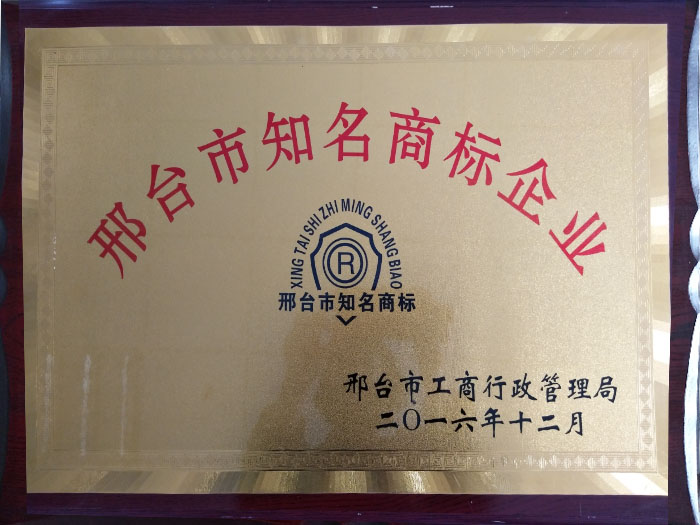 邢台市知名商标企业
XING TAI SHI ZHI MING SHANG BIAO
R
邢台市知名商标
邢台市工商行政管理局
二〇一六年十二月